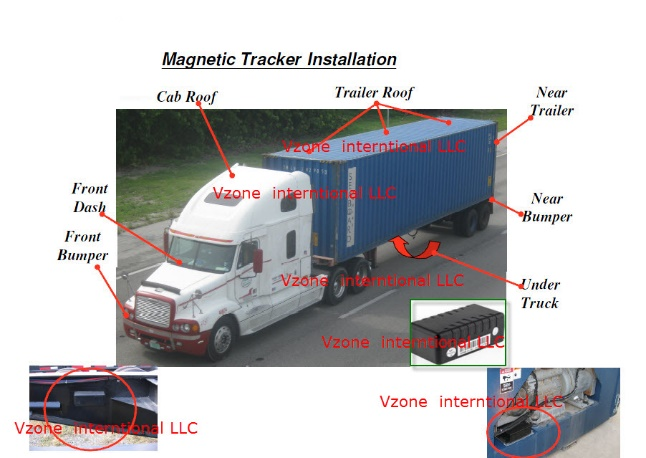 Magnetic Tracker Installation
Cab Roof
Trailer Roof
Near
Trailer
Vzone interntional LLC
Vzone interntional LLC
Front
Dash
Near
Bumper
Front
Bumper
Vzone interntional LLC
Under
Truck
Vzone interntional LLC
Vzone interntional LLC
Vzone interntional LLC